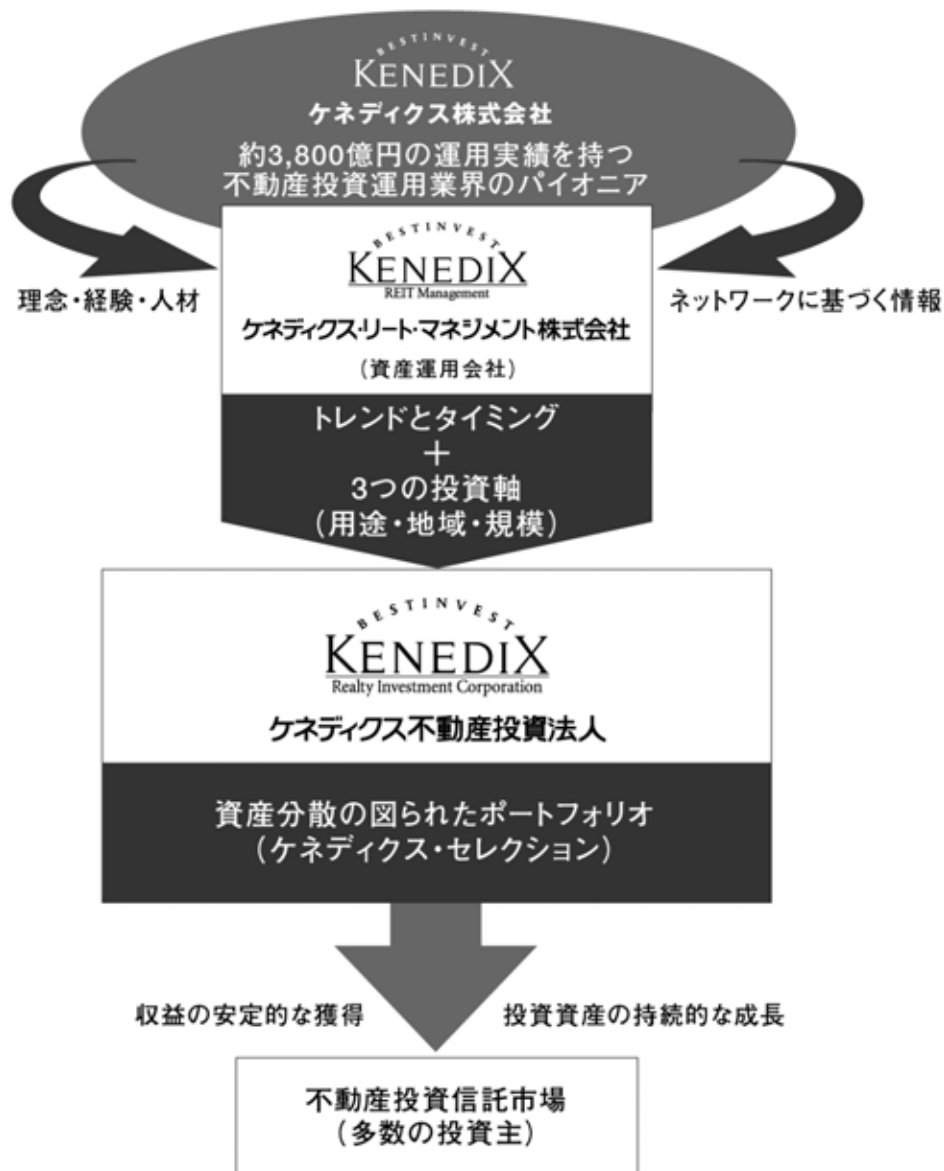 BESTINVEST
KENEDIX
ケネディクス株式会社
約3,800億円の運用実績を持つ
不動産投資運用業界のパイオニア
BESTINVEST
KENEDIX
REIT Management
ケネディクス・リート・マネジメント株式会社
(資産運用会社)
理念・経験・人材
ネットワークに基づく情報
トレンドとタイミング
+
3つの投資軸
(用途・地域・規模)
BESTINVEST
KENEDIX
Realty Investment Corporation
ケネディクス不動産投資法人
資産分散の図られたポートフォリオ
(ケネディクス・セレクション)
収益の安定的な獲得
投資資産の持続的な成長
不動産投資信託市場
(多数の投資主)